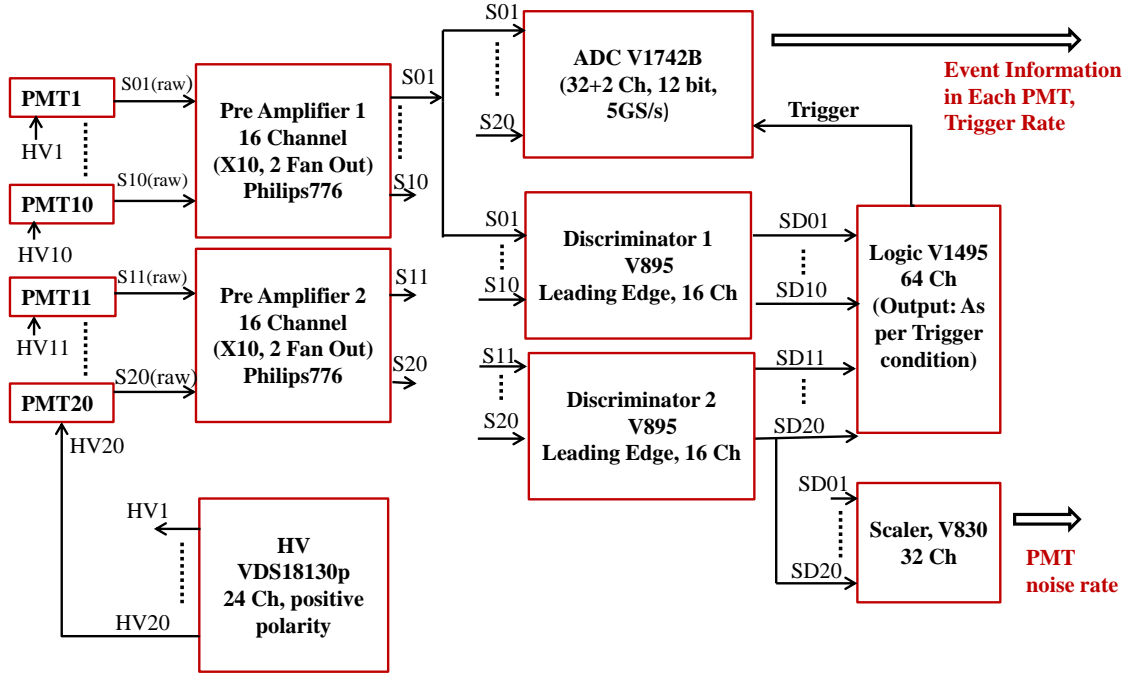 PMT1
HV1
S01(raw)
PMT10
HV10
S10(raw)
PMT11
HV11
S11(raw)
PMT20
HV20
S20(raw)
Pre Amplifier 1
16 Channel
(X10, 2 Fan Out)
Philips776
S01
S10
Pre Amplifier 2
16 Channel
(X10, 2 Fan Out)
Philips776
S11
S20
HV1
HV20
HV
VDS18130p
24 Ch, positive
polarity
S01
S20
ADC V1742B
(32+2 Ch, 12 bit,
5GS/s)
Trigger
Event Information
in Each PMT,
Trigger Rate
S01
S10
Discriminator 1
V895
Leading Edge, 16 Ch
SD01
SD10
S11
S20
Discriminator 2
V895
Leading Edge, 16 Ch
SD11
SD20
Logic V1495
64 Ch
(Output: As
per Trigger
condition)
SD01
SD20
Scaler, V830
32 Ch
PMT
noise rate